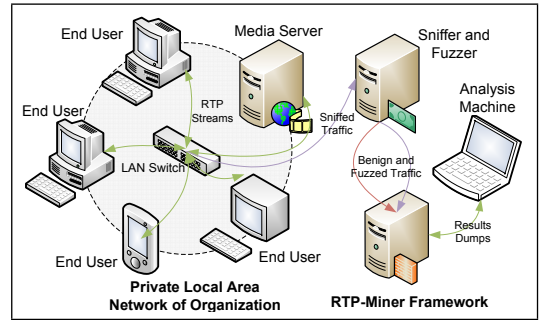 End User
Media Server
Sniffer and
Fuzzer
End User
RTP
Streams
Sniffed
Traffic
Analysis
Machine
LAN Switch
Benign and
Fuzzed Traffic
End User
End User
Results
Dumps
Private Local Area
Network of Organization
RTP-Miner Framework